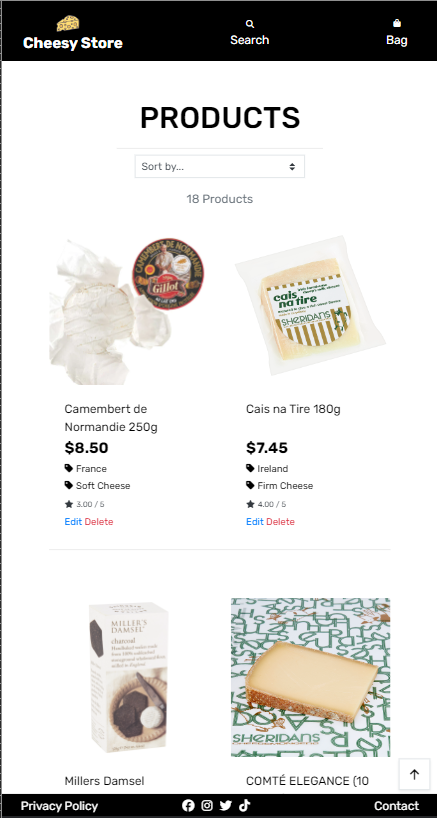 Cheesy Store
Search
Bag
PRODUCTS
Sort by...
18 Products
CAMEMBERT DE NORMANDIE
Gillot
cais
na tire
SHERIDANS
Camembert de
Normandie 250g
$8.50
France
Soft Cheese
3.00 / 5
Edit Delete
Cais na Tire 180g
$7.45
Ireland
Firm Cheese
4.00 / 5
Edit Delete
MILLER'S
DAMSEL
charcoal
SHERIDANS
Millers Damsel
COMTÉ ELEGANCE (10
Privacy Policy
Contact